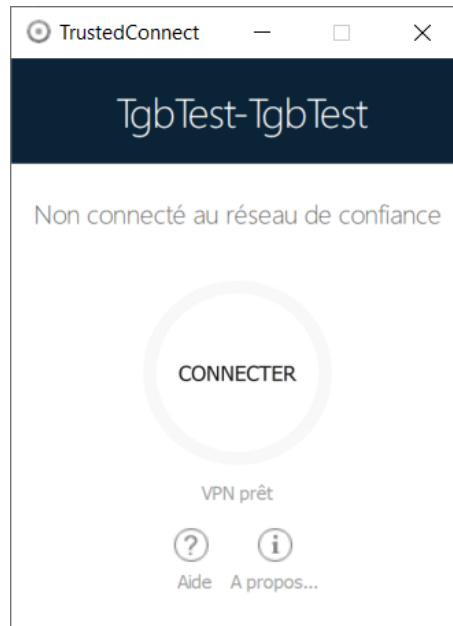 TrustedConnect
TgbTest-TgbTest
Non connecté au réseau de confiance
CONNECTER
VPN prêt
Aide A propos...